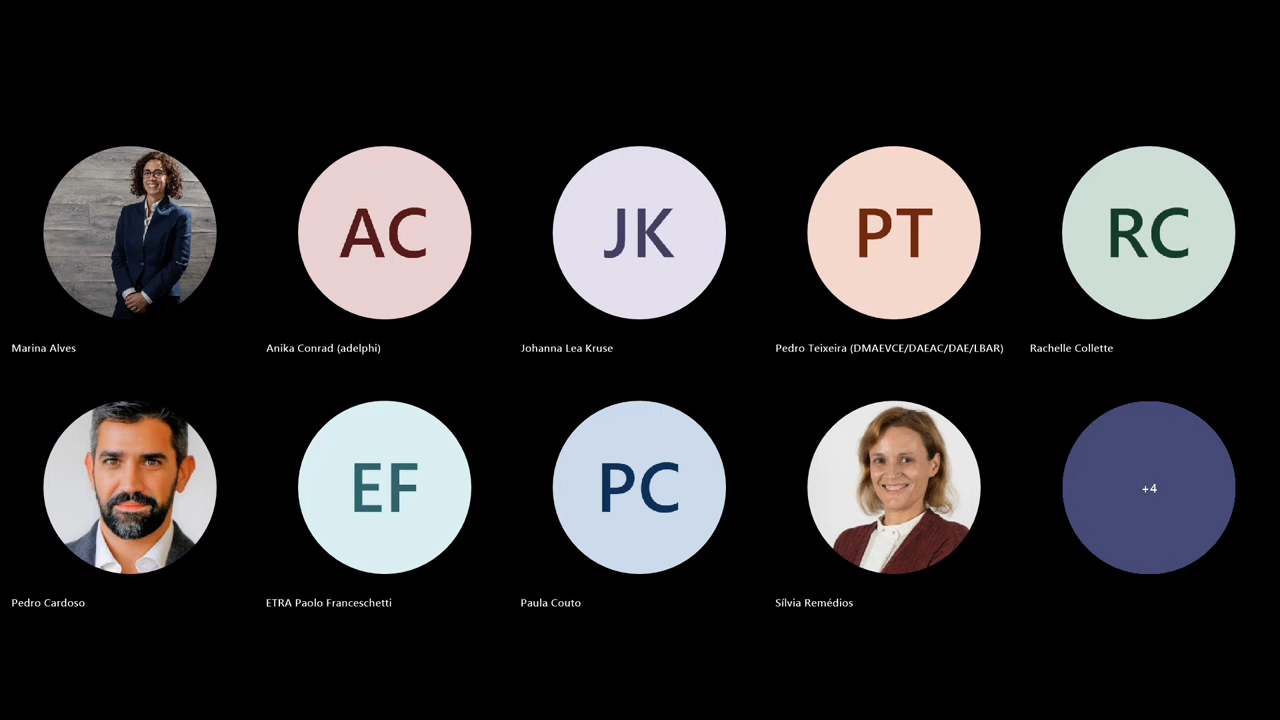 AC
JK
PT
RC
Marina Alves
Anika Conrad (adelphi)
Johanna Lea Kruse
Pedro Teixeira (DMAEVCE/DAEAC/DAE/LBAR)
Rachelle Collette
EF
PC
+4
Pedro Cardoso
ETRA Paolo Franceschetti
Paula Couto
Sílvia Remédios